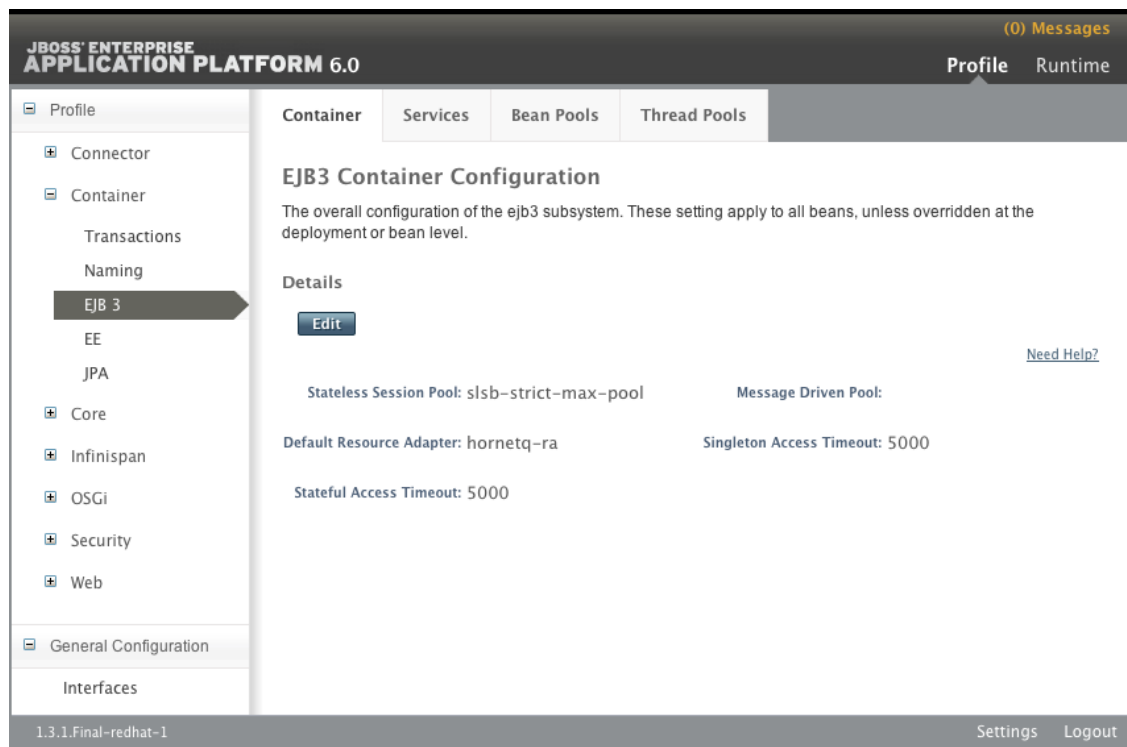 (0) Messages
JBOSS' ENTERPRISE
APPLICATION PLATFORM 6.0
Profile Runtime
Profile
Connector
Container
Transactions
Naming
EJB 3
EE
JPA
Core
Infinispan
OSGi
Security
Web
General Configuration
Interfaces
Container Services Bean Pools Thread Pools
EJB3 Container Configuration
The overall configuration of the ejb3 subsystem. These setting apply to all beans, unless overridden at the
deployment or bean level.
Details
Edit
Need Help?
Stateless Session Pool: slsb-strict-max-pool Message Driven Pool:
Default Resource Adapter: hornetq-ra Singleton Access Timeout: 5000
Stateful Access Timeout: 5000
1.3.1.Final-redhat-1 Settings Logout